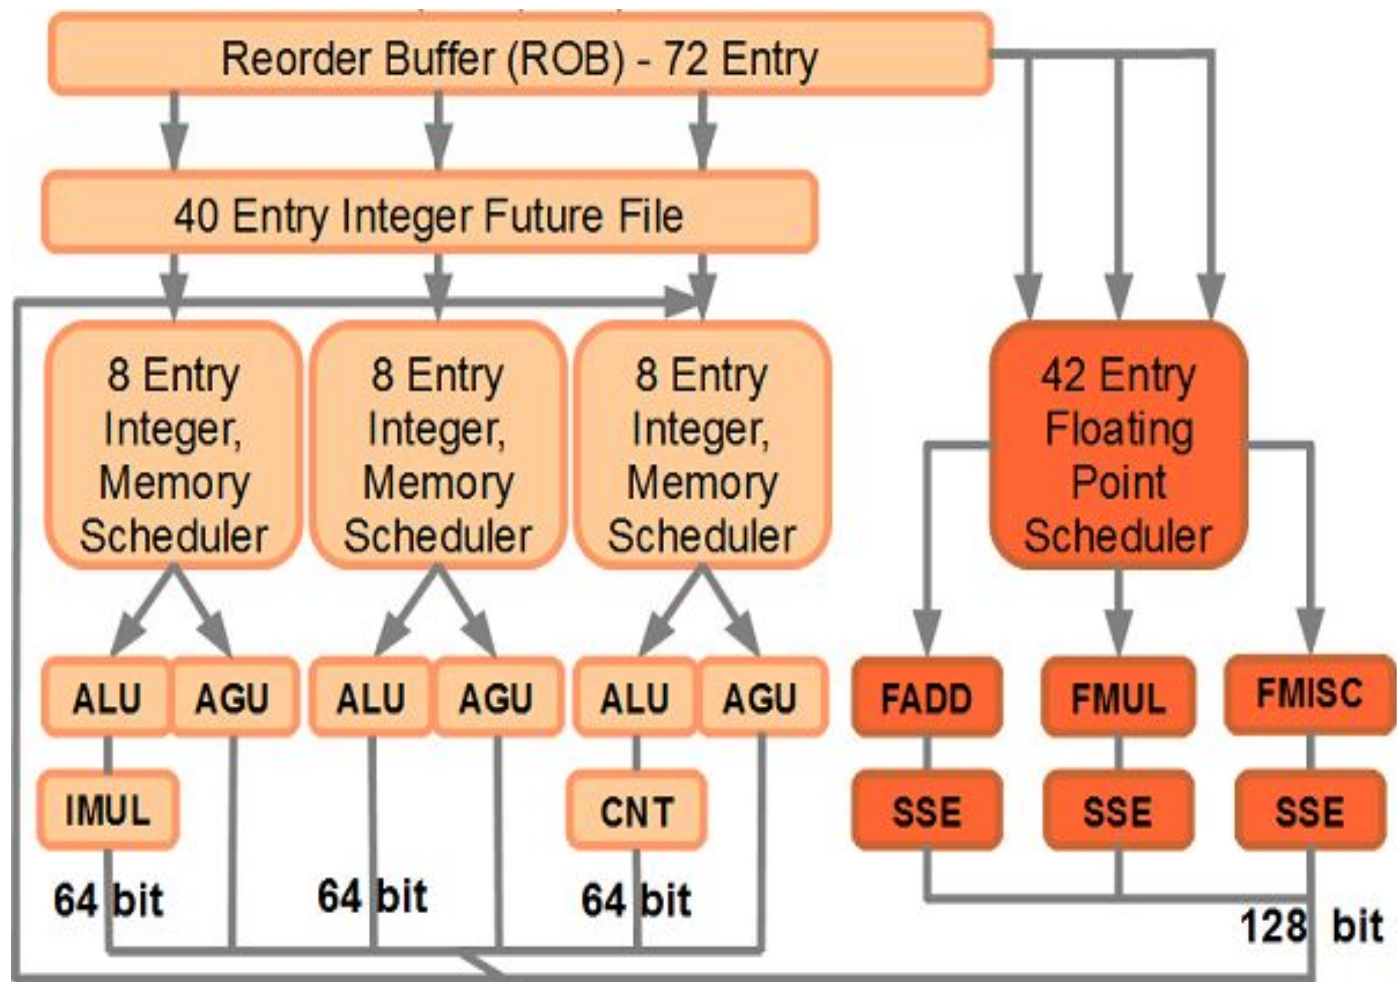 Reorder Buffer (ROB) - 72 Entry
40 Entry Integer Future File
8 Entry
Integer,
Memory
Scheduler
8 Entry
Integer,
Memory
Scheduler
8 Entry
Integer,
Memory
Scheduler
42 Entry
Floating
Point
Scheduler
ALU
AGU
ALU
AGU
ALU
AGU
FADD
FMUL
FMISC
IMUL
CNT
SSE
SSE
SSE
64 bit
64 bit
64 bit
128 bit